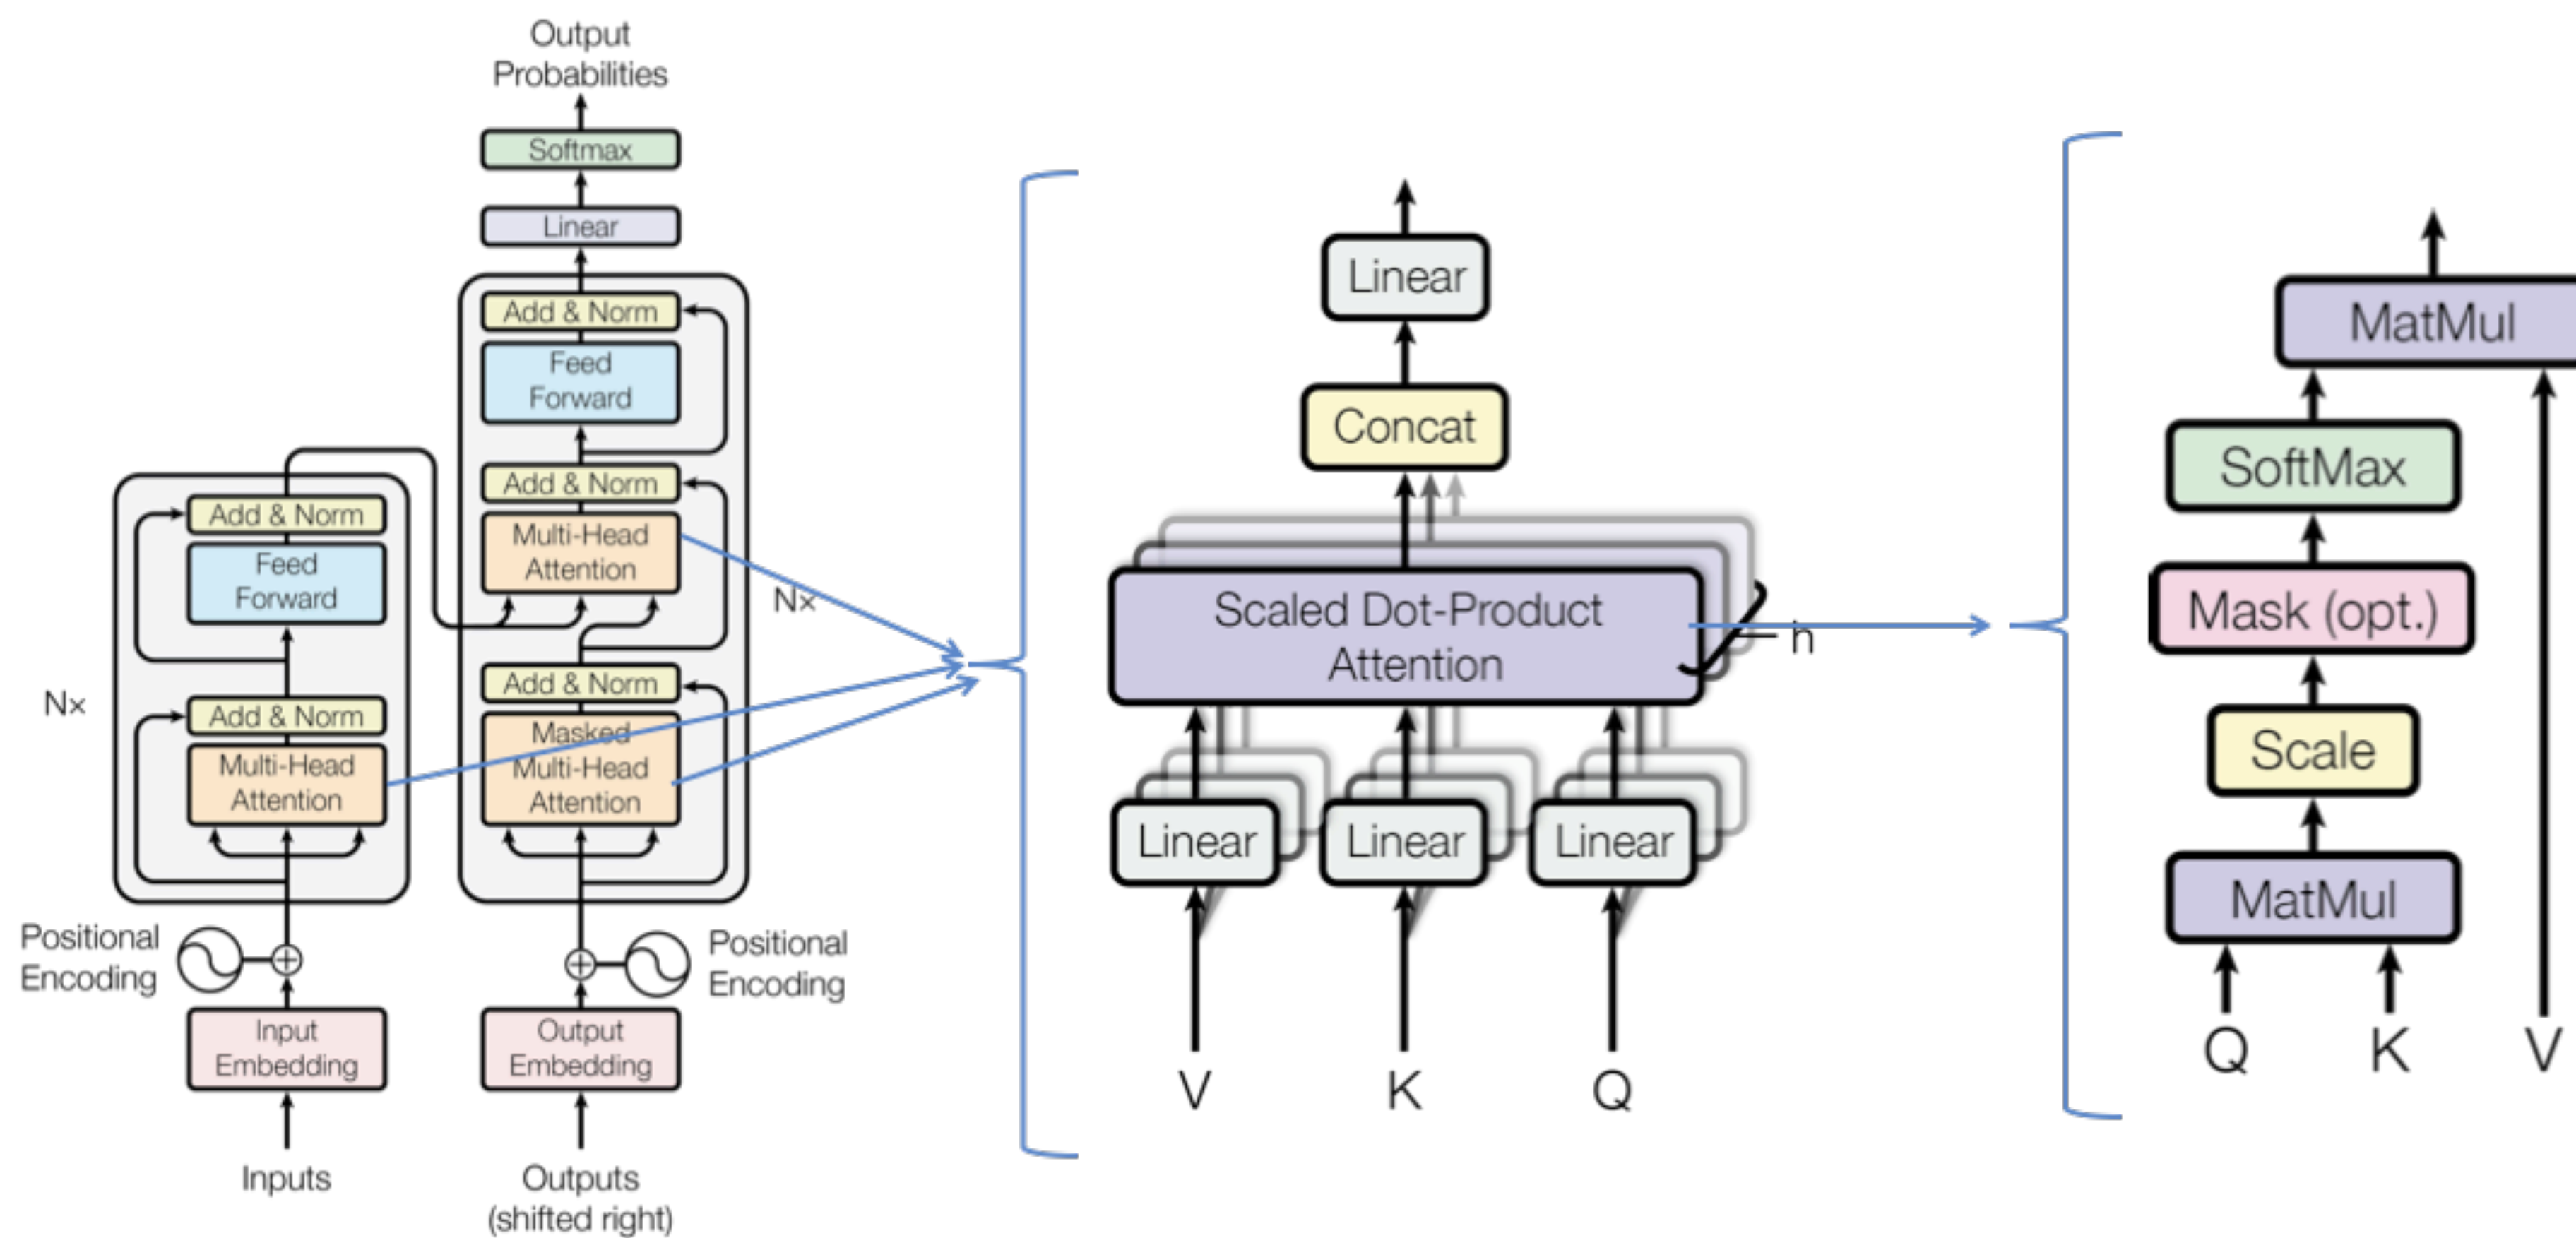 Output
Probabilities
Softmax
Linear
Add & Norm
Feed
Forward
Add & Norm
Multi-Head
Attention
Nx
Add & Norm
Masked
Multi-Head
Attention
Add & Norm
Feed
Forward
Nx
Add & Norm
Multi-Head
Attention
Positional
Encoding
Positional
Encoding
Input
Embedding
Output
Embedding
Inputs
Outputs
(shifted right)
Linear
Concat
Scaled Dot-Product
Attention
h
Linear
Linear
Linear
V
K
Q
MatMul
SoftMax
Mask (opt.)
Scale
MatMul
Q
K
V